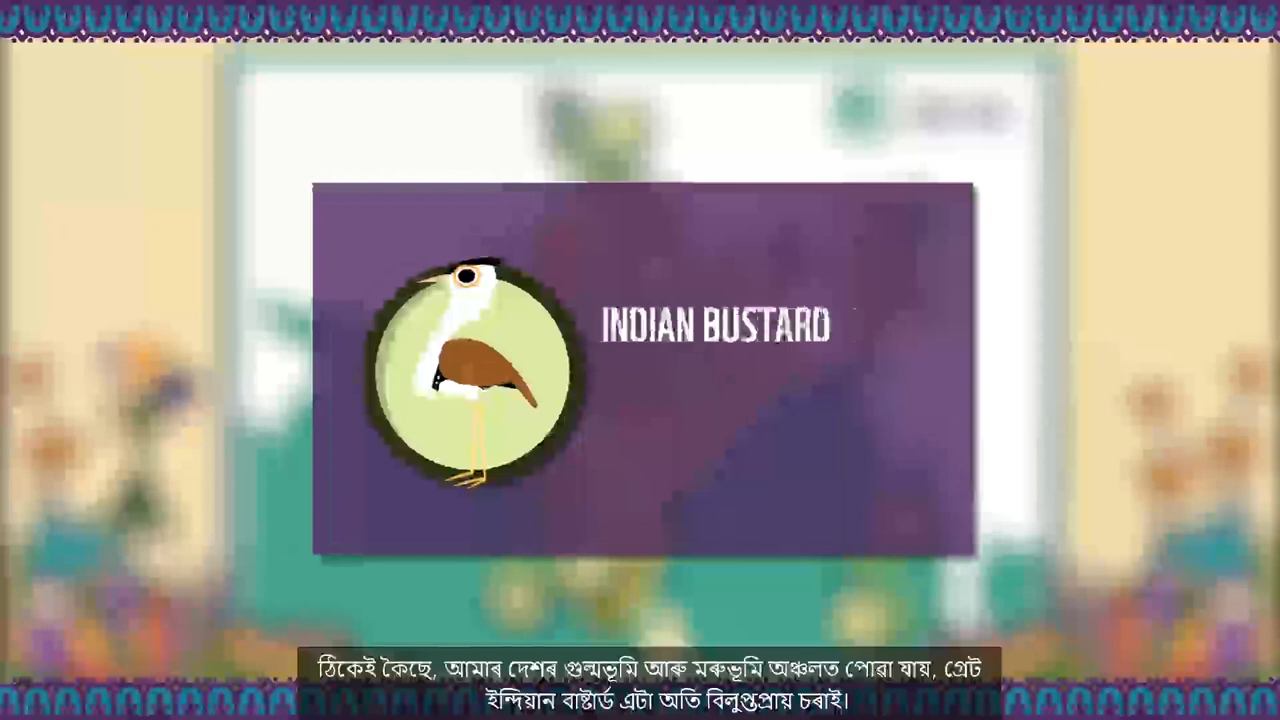 INDIAN BUSTARD
ঠিকেই কৈছে, আমাৰ দেশৰ গুল্মভূমি আৰু মৰুভূমি অঞ্চলত পোৱা যায়, গ্ৰেট
ইন্দিয়ান বাষ্টাৰ্ড এটা অতি বিলুপ্তপ্ৰায় চৰাই।